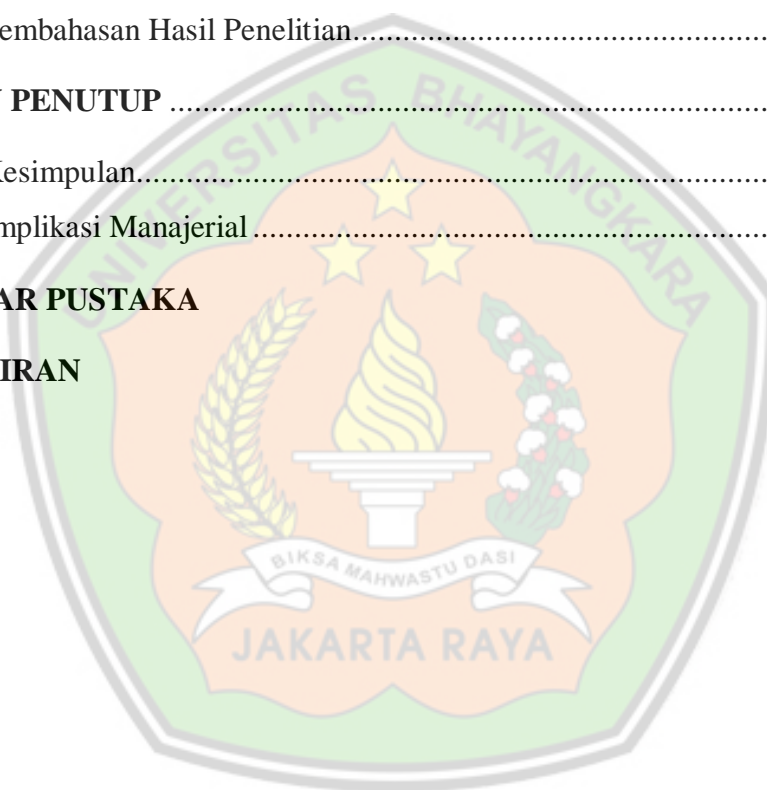 embahasan Hasil Penelitian..........................................................
PENUTUP ..........................................................................
Kesimpulan.........................................................................
mplikasi Manajerial ..................................................................
AR PUSTAKA
IRAN
UNIVERSITAS BHAYANGKARA
BIKSA MAHWASTU DASI
JAKARTA RAYA